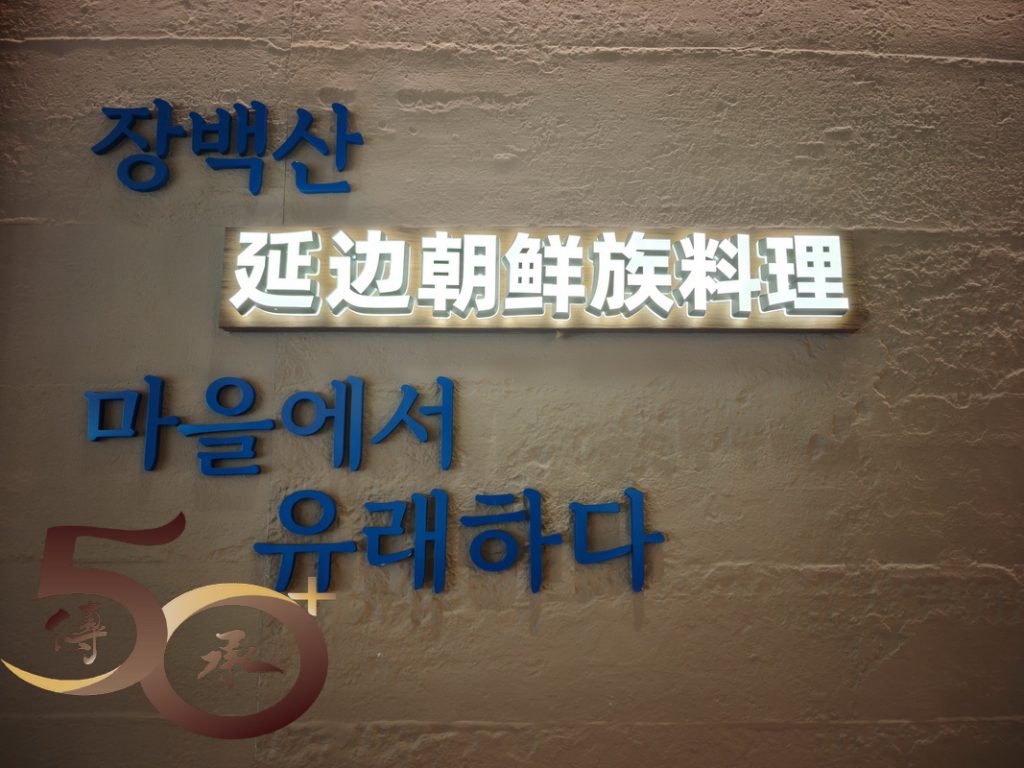 장백산
延边朝鲜族料理
마을에서
유래하다
50+
傳承